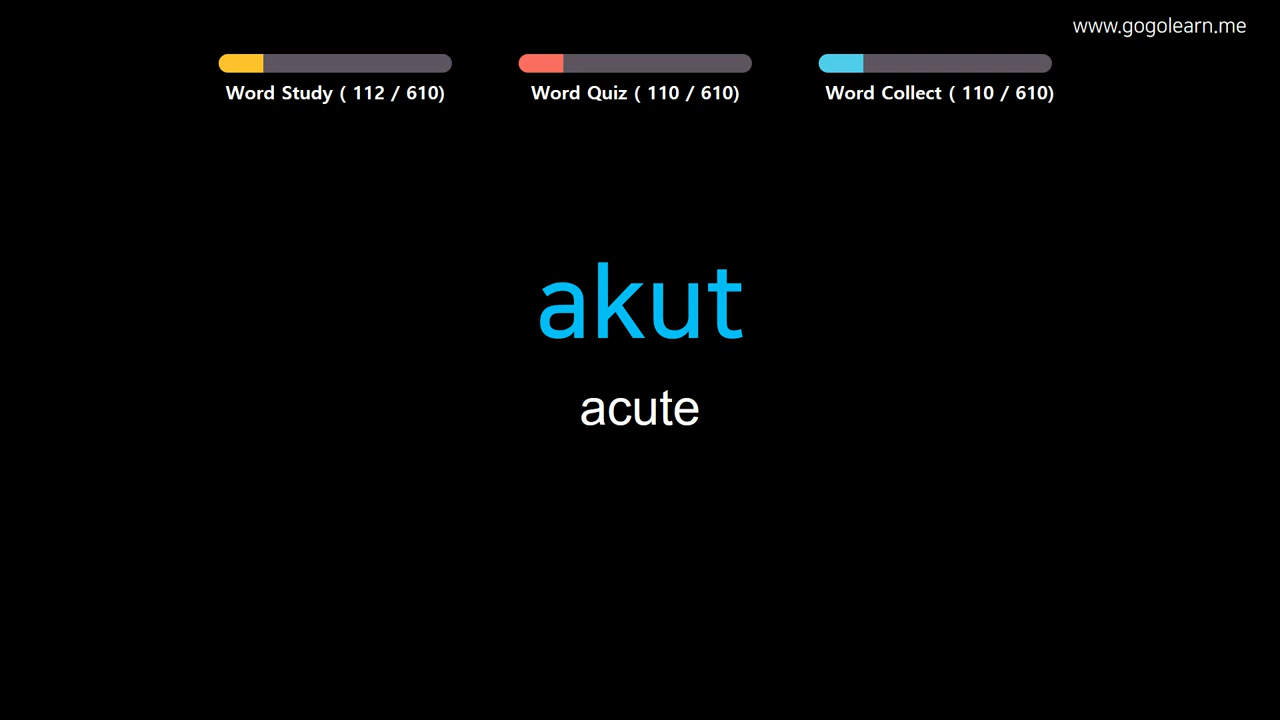 www.gogolearn.me
Word Study ( 112 / 610)
Word Quiz ( 110 / 610)
Word Collect ( 110 / 610)
akut
acute